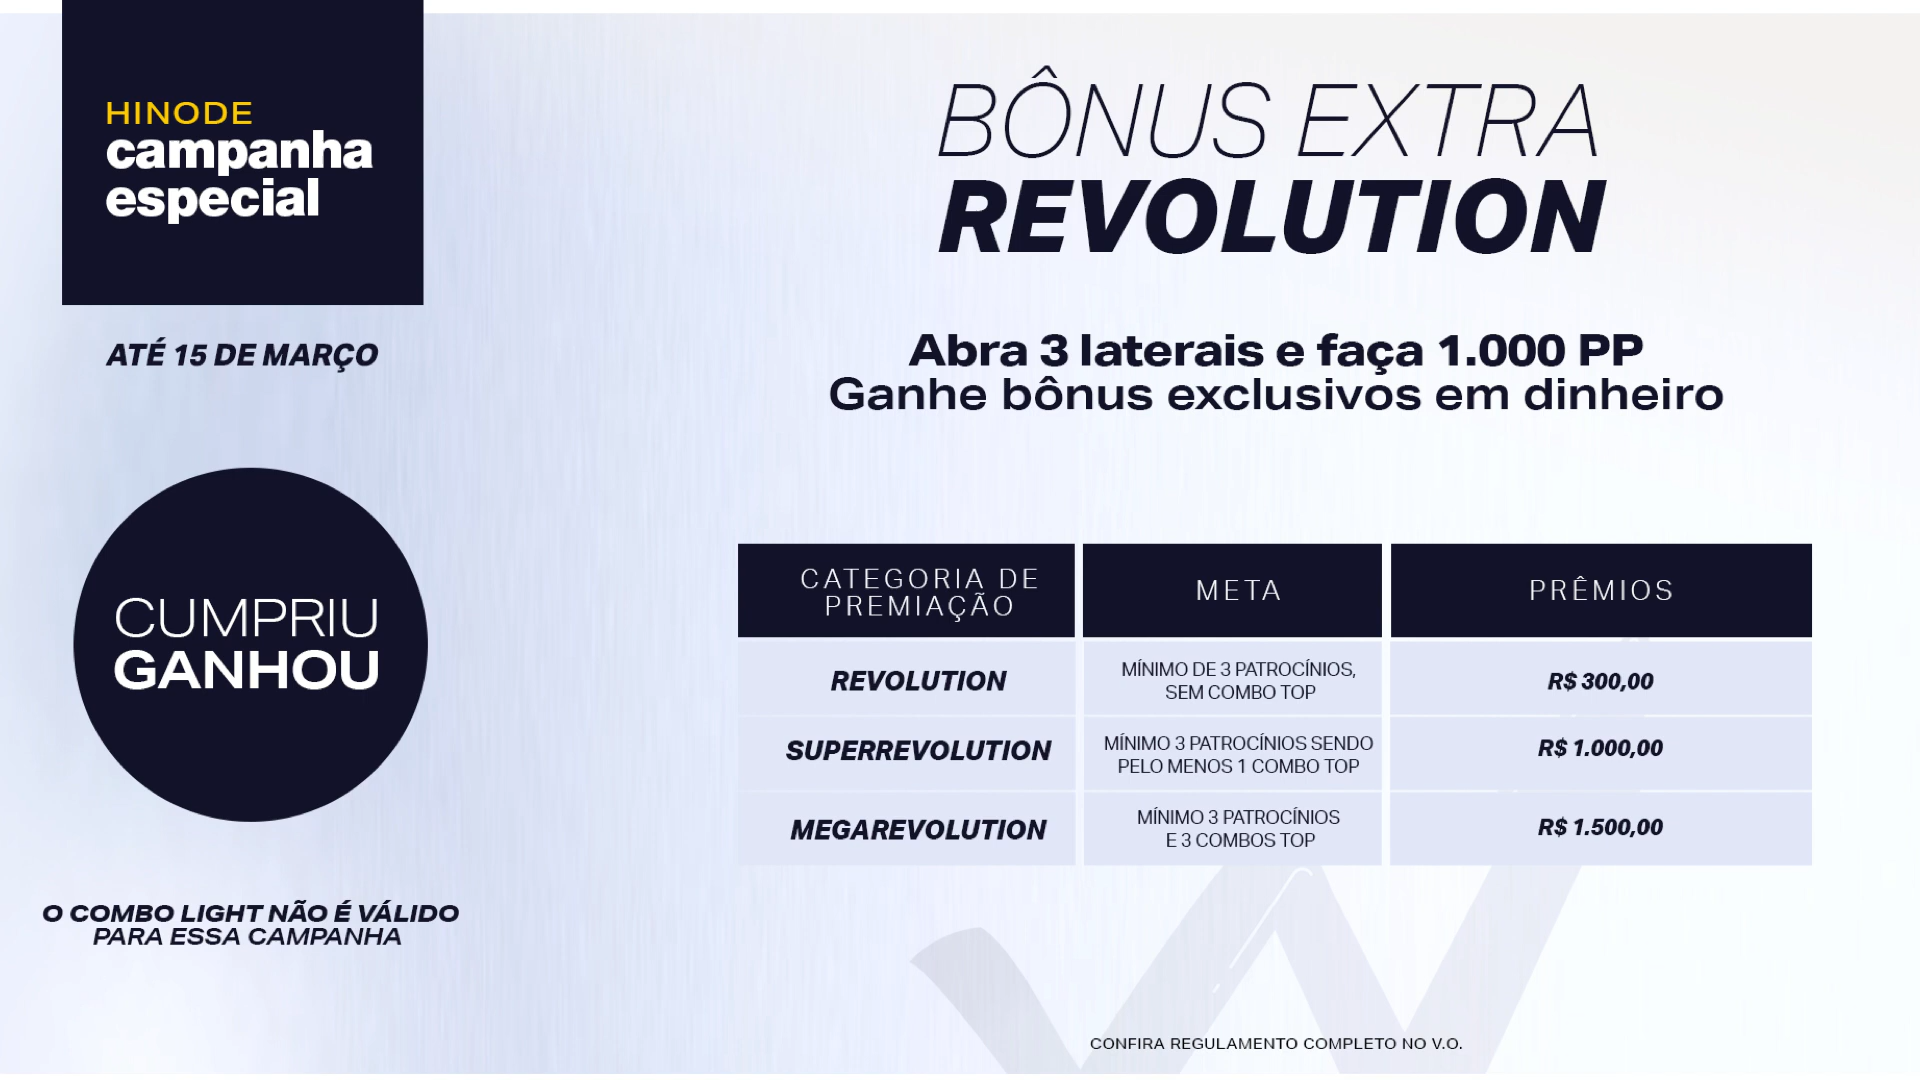 HINODE
campanha
especial
ATÉ 15 DE MARÇO
CUMPRIU
GANHOU
O COMBO LIGHT NÃO É VÁLIDO
PARA ESSA CAMPANHA
BÔNUS EXTRA
REVOLUTION
Abra 3 laterais e faça 1.000 PP
Ganhe bônus exclusivos em dinheiro
CATEGORIA DE
PREMIAÇÃO
META
PRÊMIOS
REVOLUTION
MÍNIMO DE 3 PATROCÍNIOS,
SEM COMBO TOP
R$ 300,00
SUPERREVOLUTION
MÍNIMO 3 PATROCÍNIOS SENDO
PELO MENOS 1 COMBO TOP
R$ 1.000,00
MEGAREVOLUTION
MÍNIMO 3 PATROCÍNIOS
E 3 COMBOS TOP
R$ 1.500,00
CONFIRA REGULAMENTO COMPLETO NO V.O.